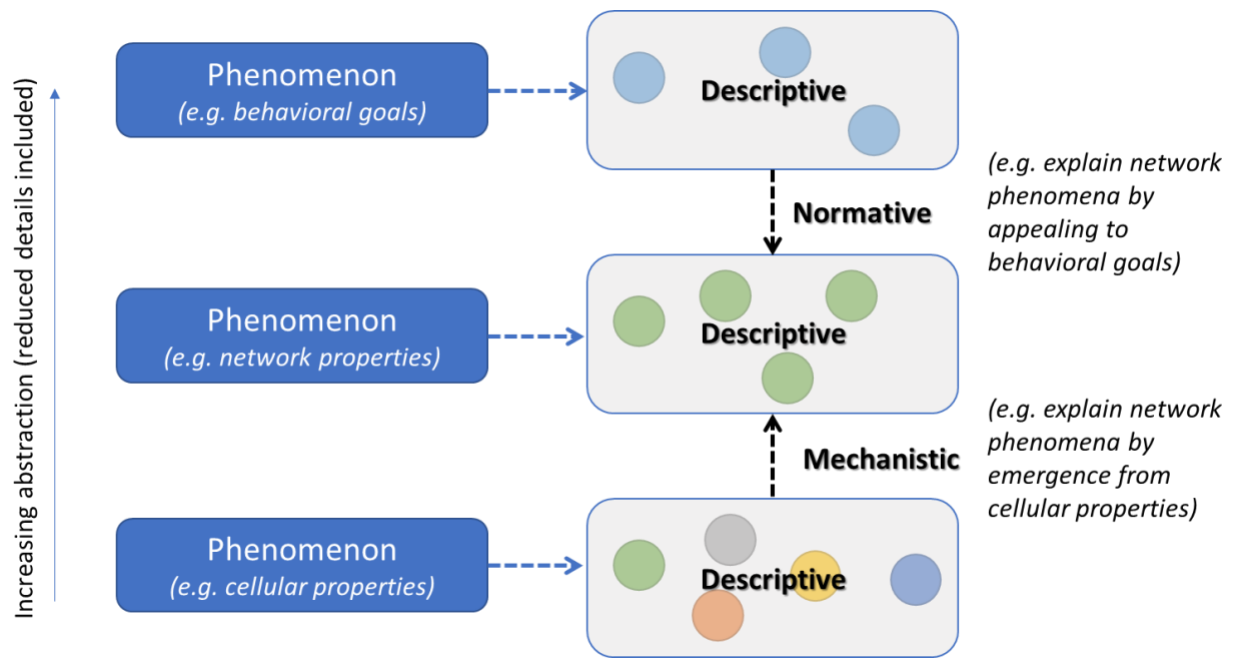 Increasing abstraction (reduced details included)
Phenomenon
(e.g. behavioral goals)
Descriptive
Normative
(e.g. explain network
phenomena by
appealing to
behavioral goals)
Phenomenon
(e.g. network properties)
Descriptive
Mechanistic
(e.g. explain network
phenomena by
emergence from
cellular properties)
Phenomenon
(e.g. cellular properties)
Descriptive